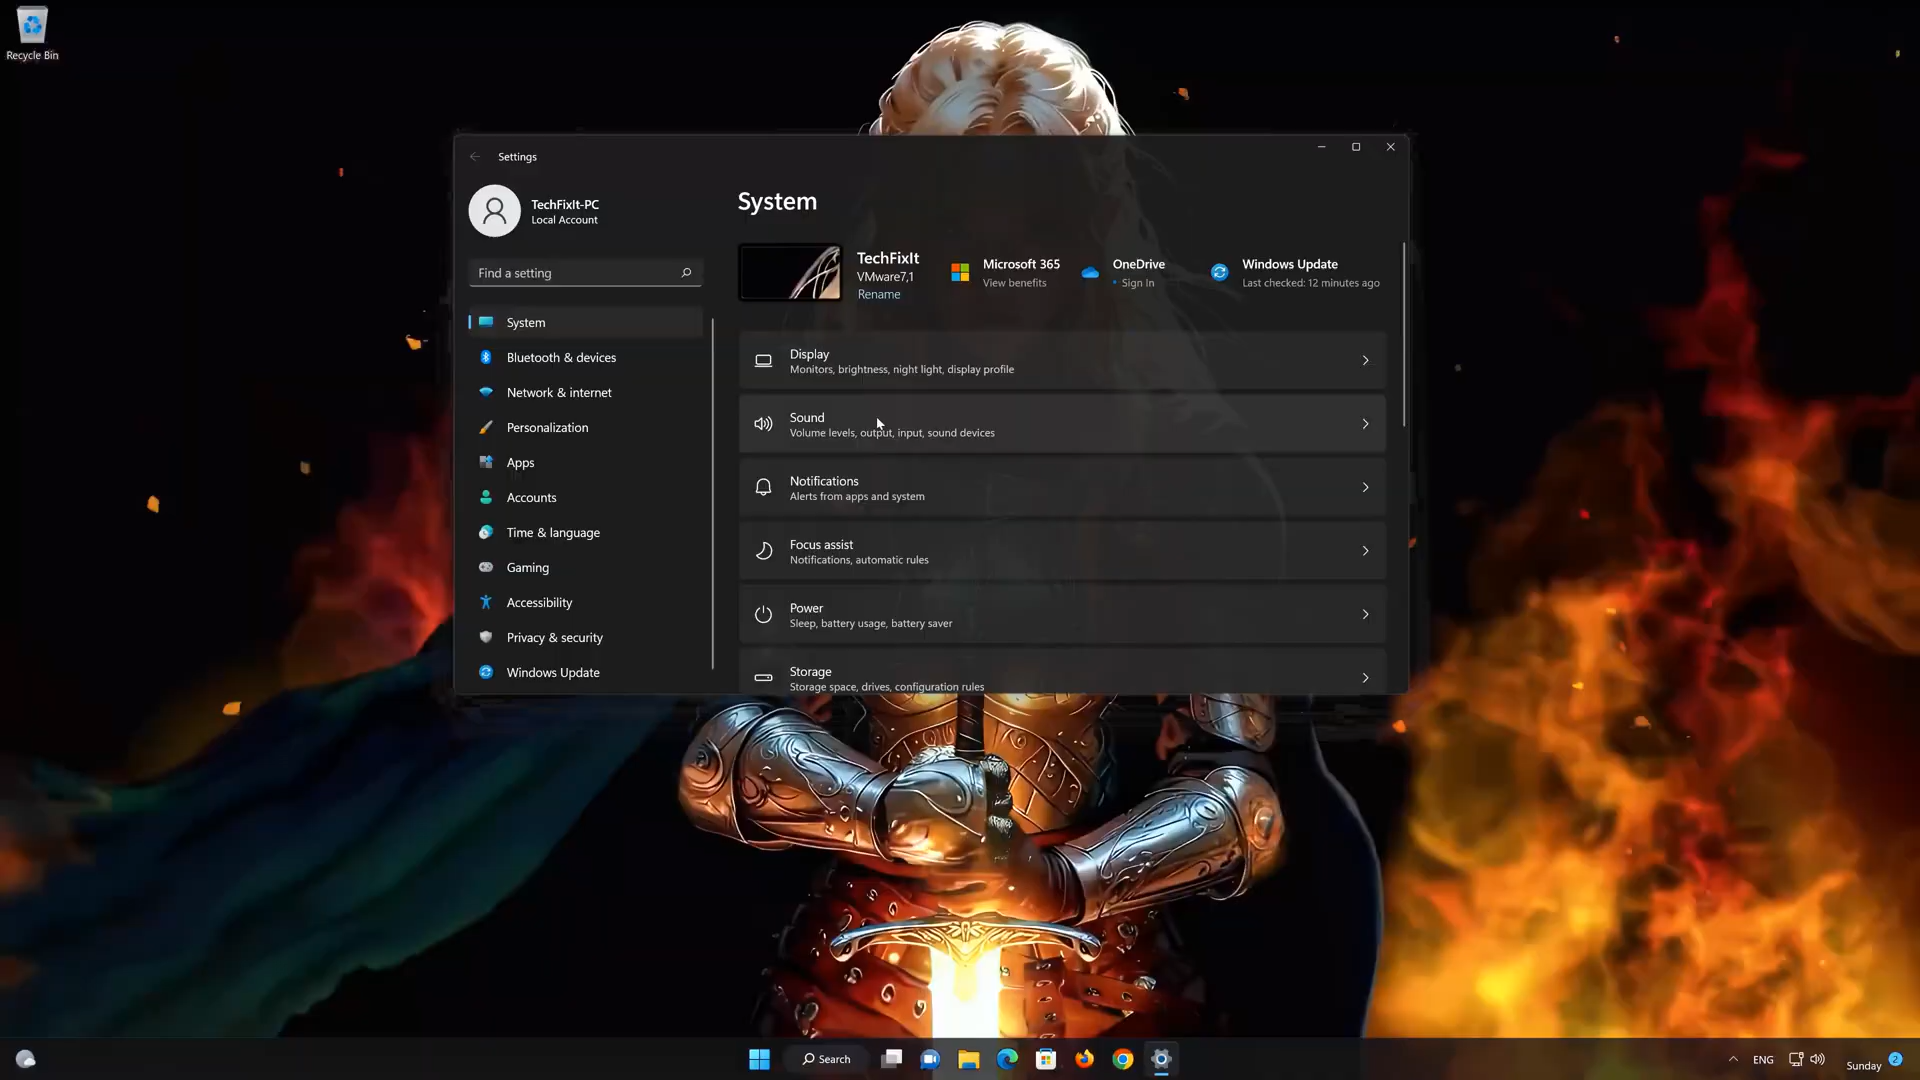 Recycle Bin
Settings
TechFixIt-PC
Local Account
Find a setting
System
Bluetooth & devices
Network & internet
Personalization
Apps
Accounts
Time & language
Gaming
Accessibility
Privacy & security
Windows Update
System
TechFixIt
VMware7,1
Rename
Microsoft 365
View benefits
OneDrive
• Sign In
Windows Update
Last checked: 12 minutes ago
Display
Monitors, brightness, night light, display profile
Sound
Volume levels, output, input, sound devices
Notifications
Alerts from apps and system
Focus assist
Notifications, automatic rules
Power
Sleep, battery usage, battery saver
Storage
Storage space, drives, configuration rules
Search
ENG
Sunday
2